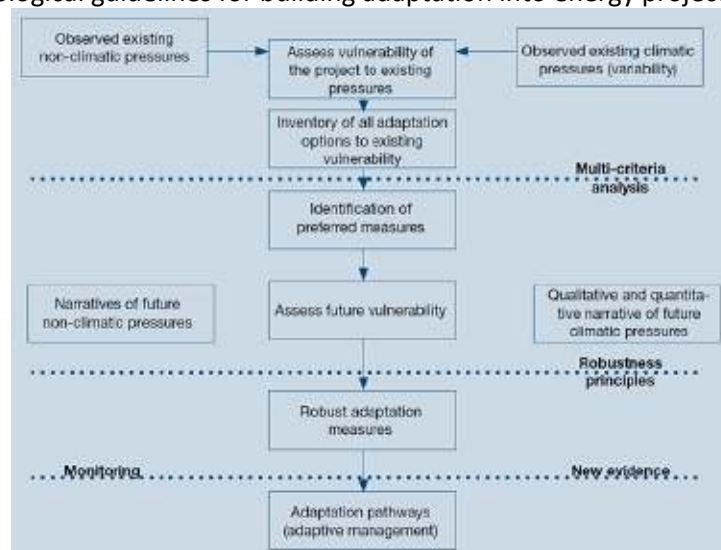 ological guidelines for building adaptation into energy project
Observed existing
non-climatic pressures
Assess vulnerability of
the project to existing
pressures
Observed existing climatic
pressures (variability)
Inventory of all adaptation
options to existing
vulnerability
Multi-criteria
analysis
Identification of
preferred measures
Narratives of future
non-climatic pressures
Assess future vulnerability
Qualitative and quantita-
tive narrative of future
climatic pressures
Robustness
principles
Robust adaptation
measures
Monitoring
New evidence
Adaptation pathways
(adaptive management)